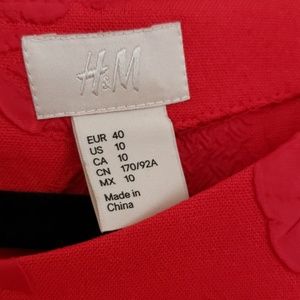 H&M
EUR 40
US 10
CA 10
CN 170/92A
MX 10
Made in
China